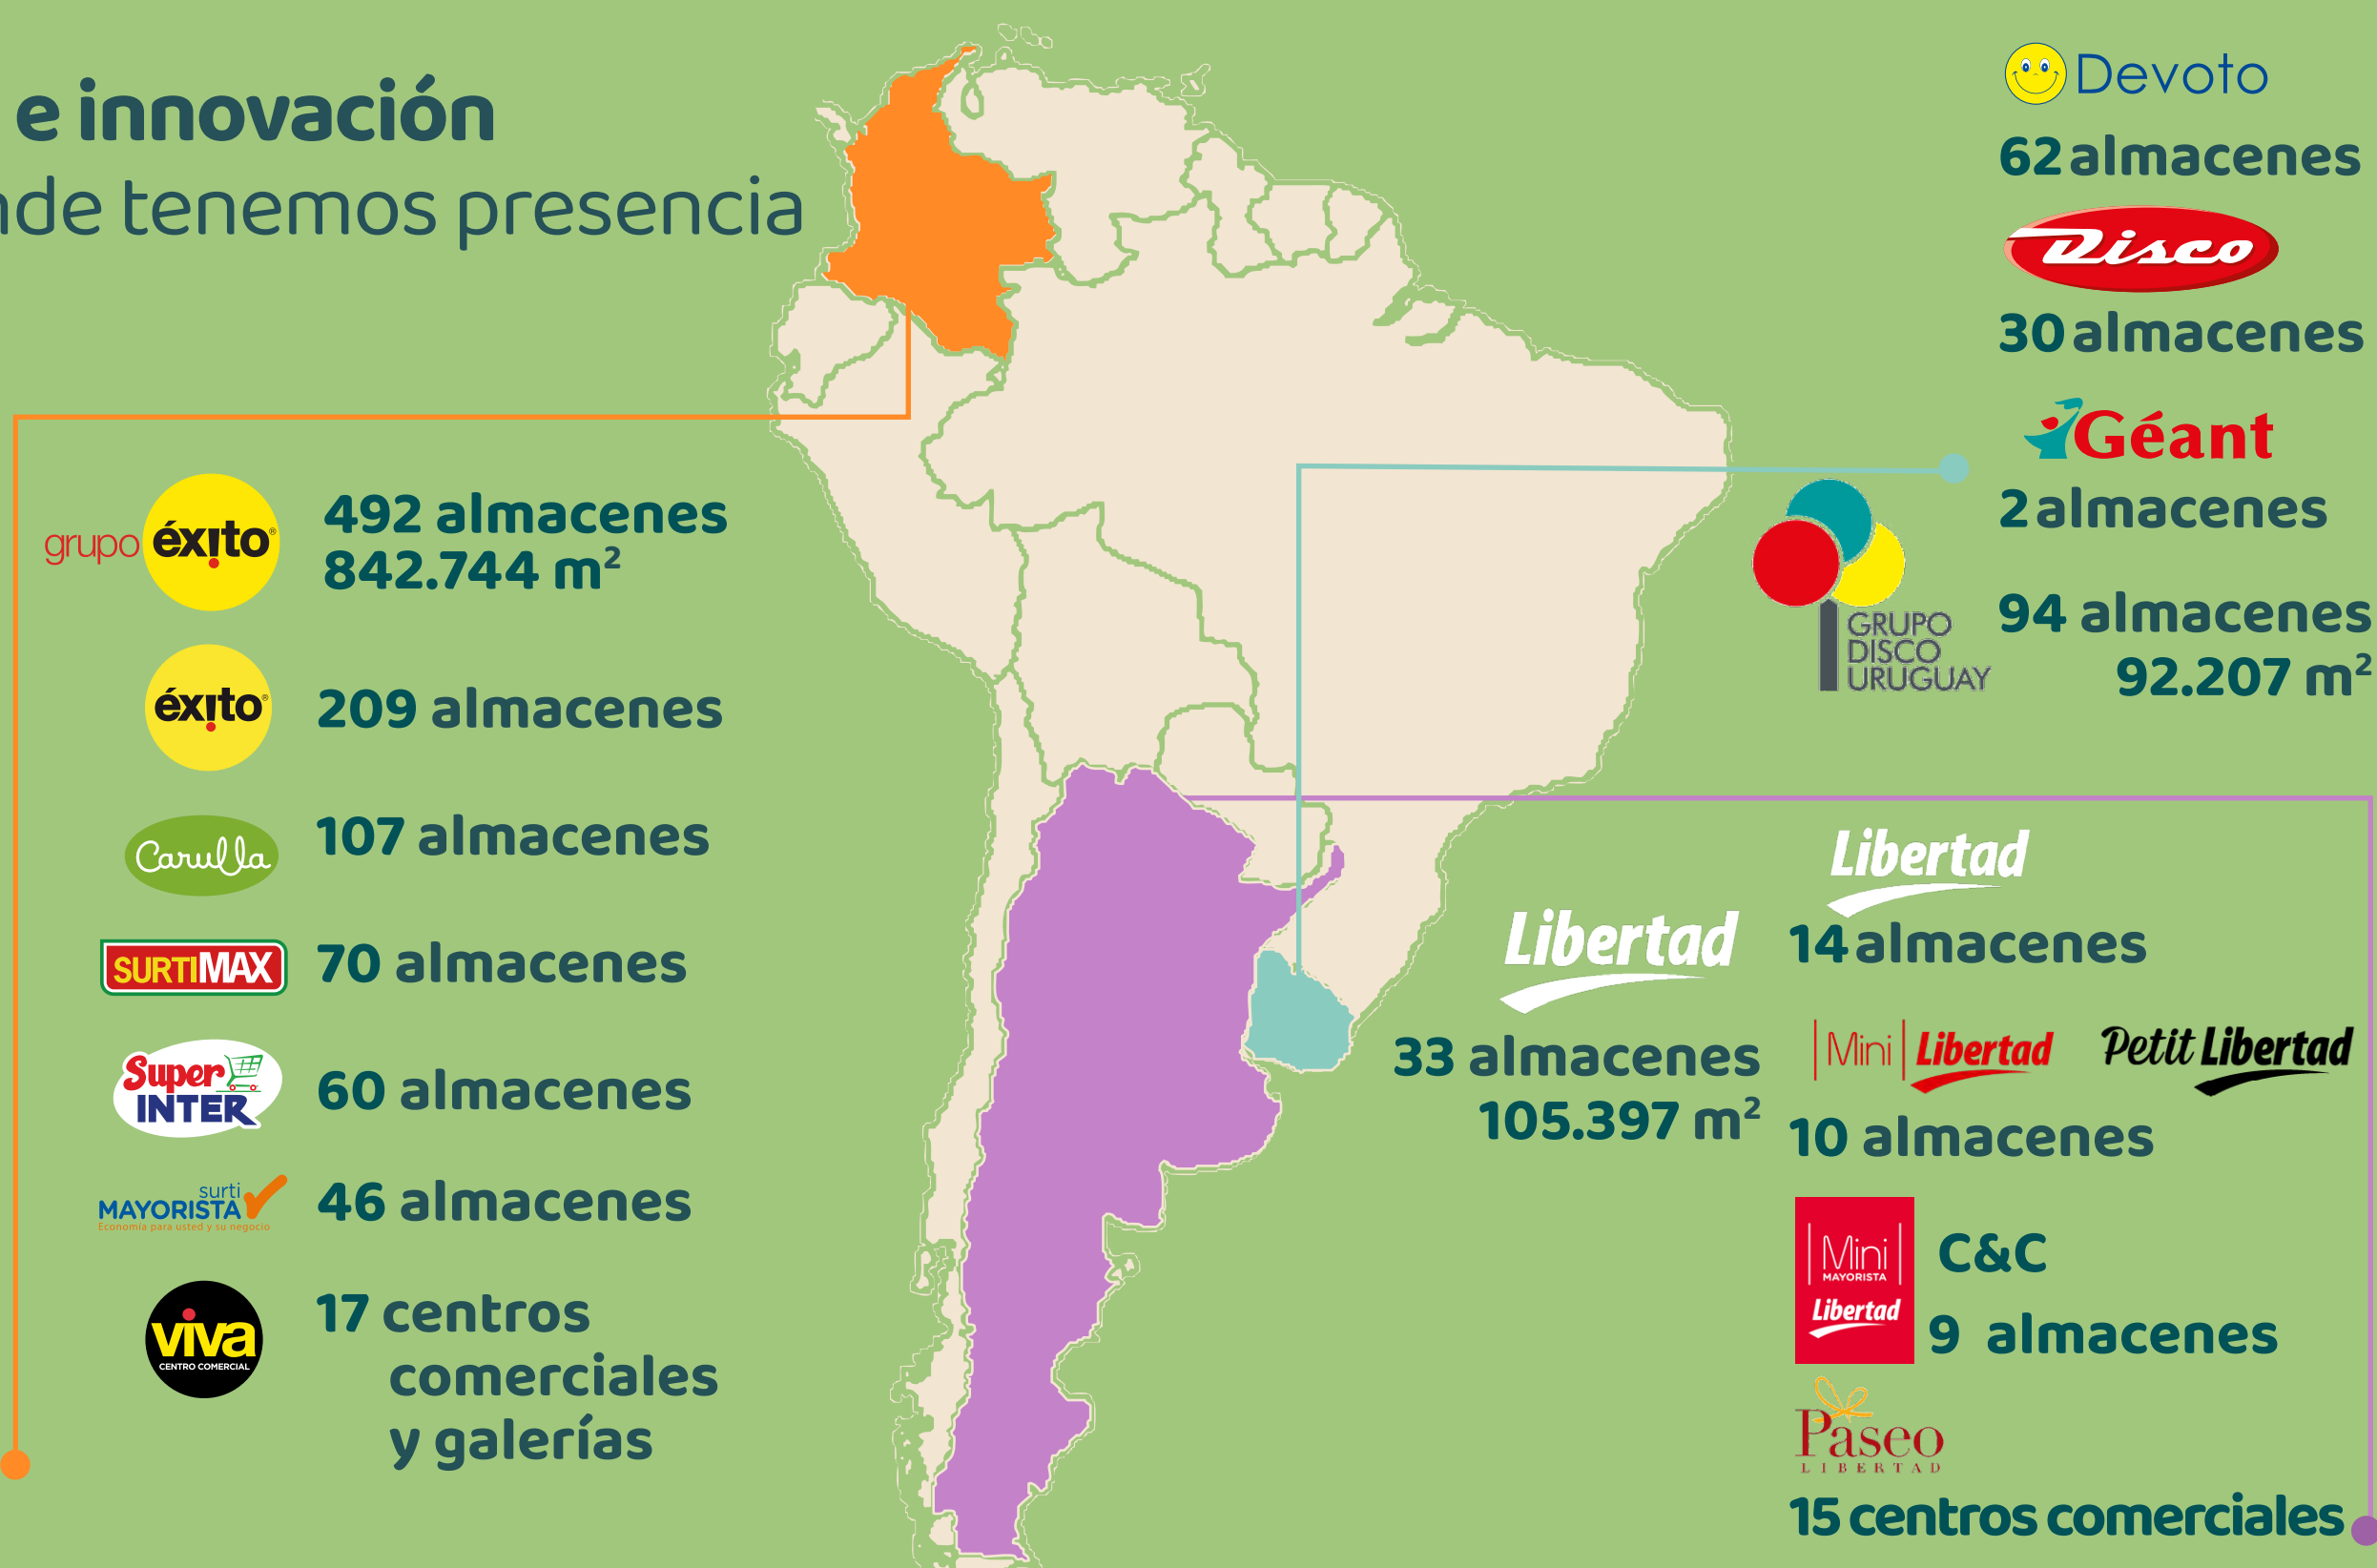 e innovación
nde tenemos presencia
grupo éxito®
492 almacenes
842.744 m²
éxito®
209 almacenes
Carulla
107 almacenes
SURTIMAX
70 almacenes
Super
INTER
60 almacenes
surti
MAYORISTA
Economía para usted y su negocio
46 almacenes
viva
CENTRO COMERCIAL
17 centros
comerciales
y galerías
Devoto
62 almacenes
Disco
30 almacenes
Géant
2 almacenes
GRUPO
DISCO
URUGUAY
94 almacenes
92.207 m²
Libertad
33 almacenes
105.397 m²
Libertad
14 almacenes
Mini Libertad
Petit Libertad
10 almacenes
Mini
MAYORISTA
Libertad
C&C
9 almacenes
Paseo
LIBERTAD
15 centros comerciales